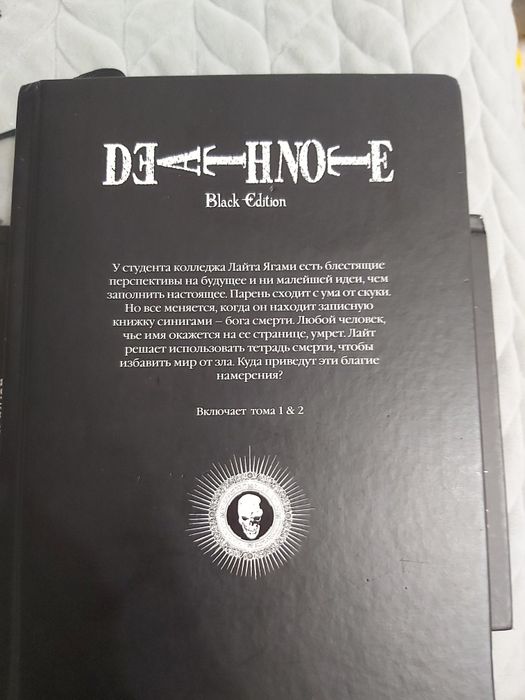 DEATH NOTE
Black Edition
У студента колледжа Лайта Ягами есть блестящие
перспективы на будущее и ни малейшей идеи, чем
заполнить настоящее. Парень сходит с ума от скуки.
Но все меняется, когда он находит записную
книжку синигами – бога смерти. Любой человек,
чье имя окажется на ее странице, умрет. Лайт
решает использовать тетрадь смерти, чтобы
избавить мир от зла. Куда приведут эти благие
намерения?
Включает тома 1 & 2